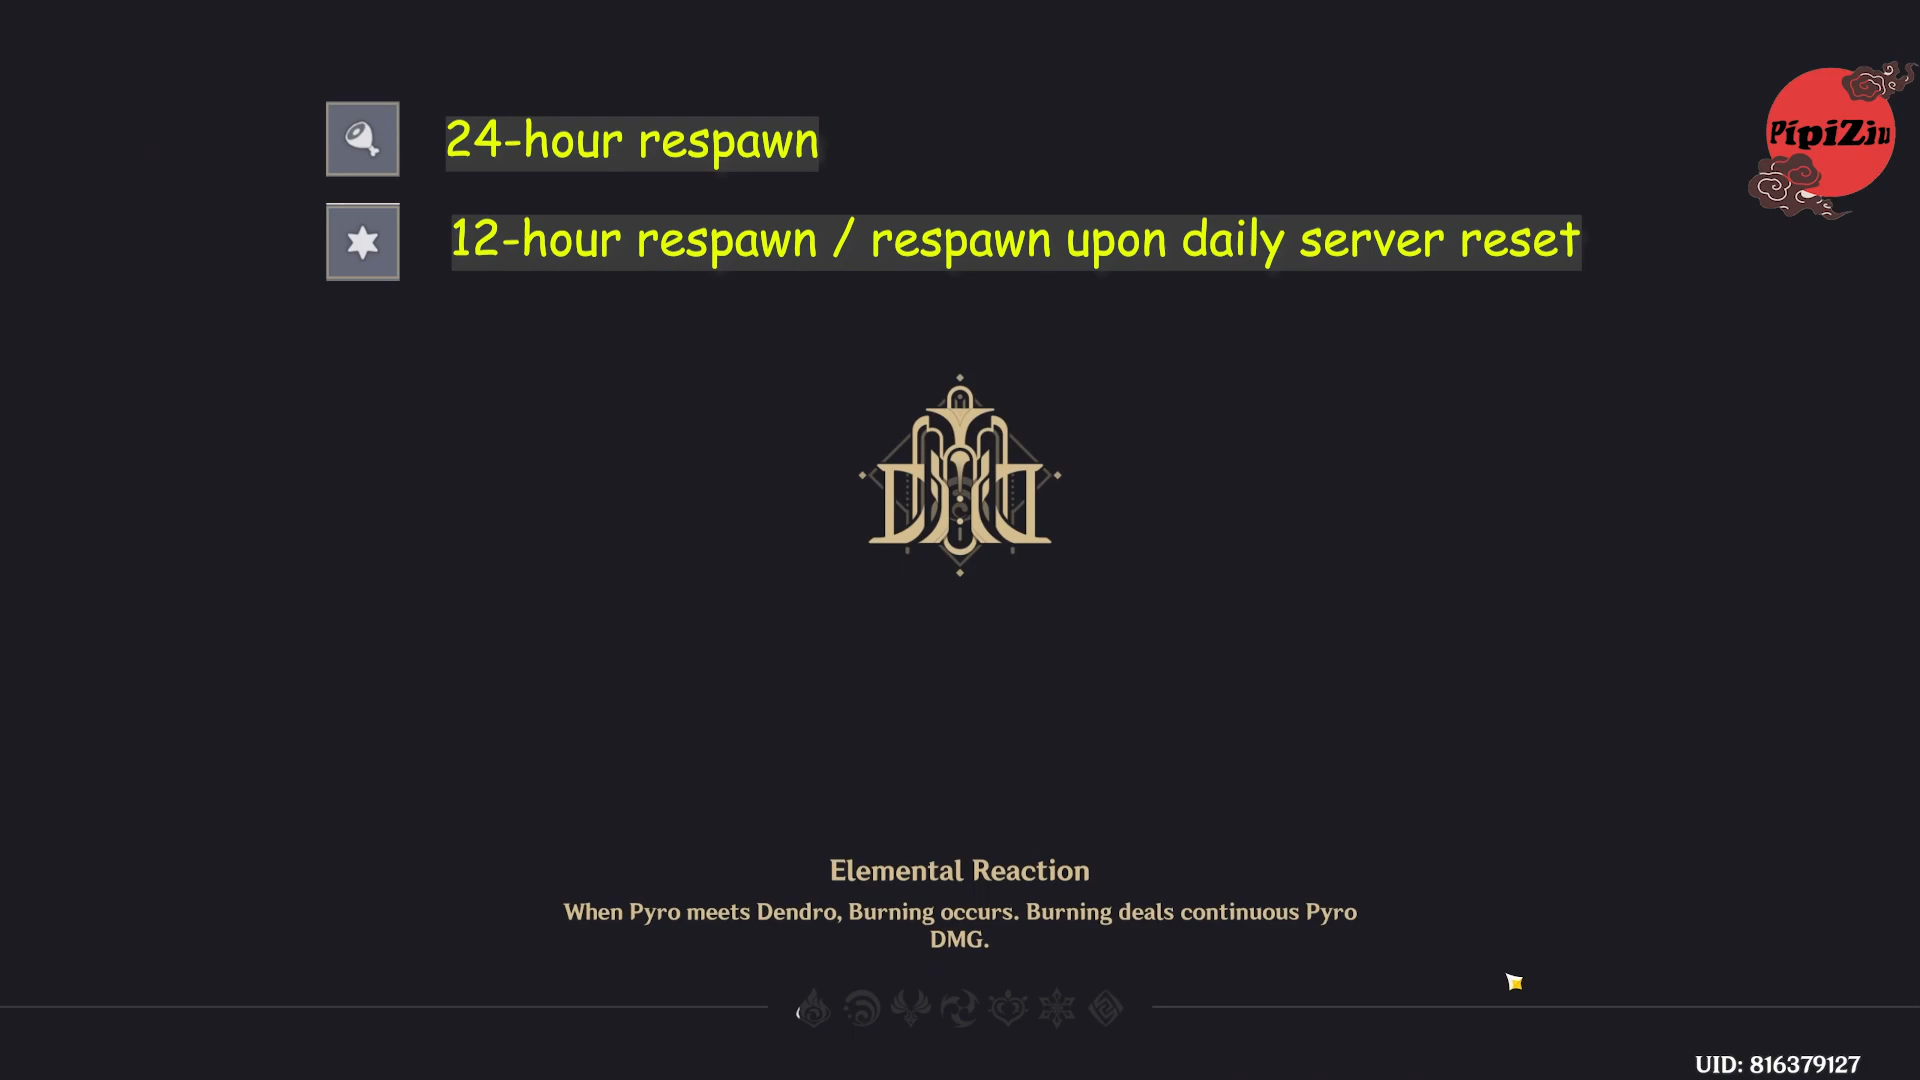 24-hour respawn
PipiZiu
12-hour respawn / respawn upon daily server reset
Elemental Reaction
When Pyro meets Dendro, Burning occurs. Burning deals continuous Pyro
DMG.
UID: 816379127